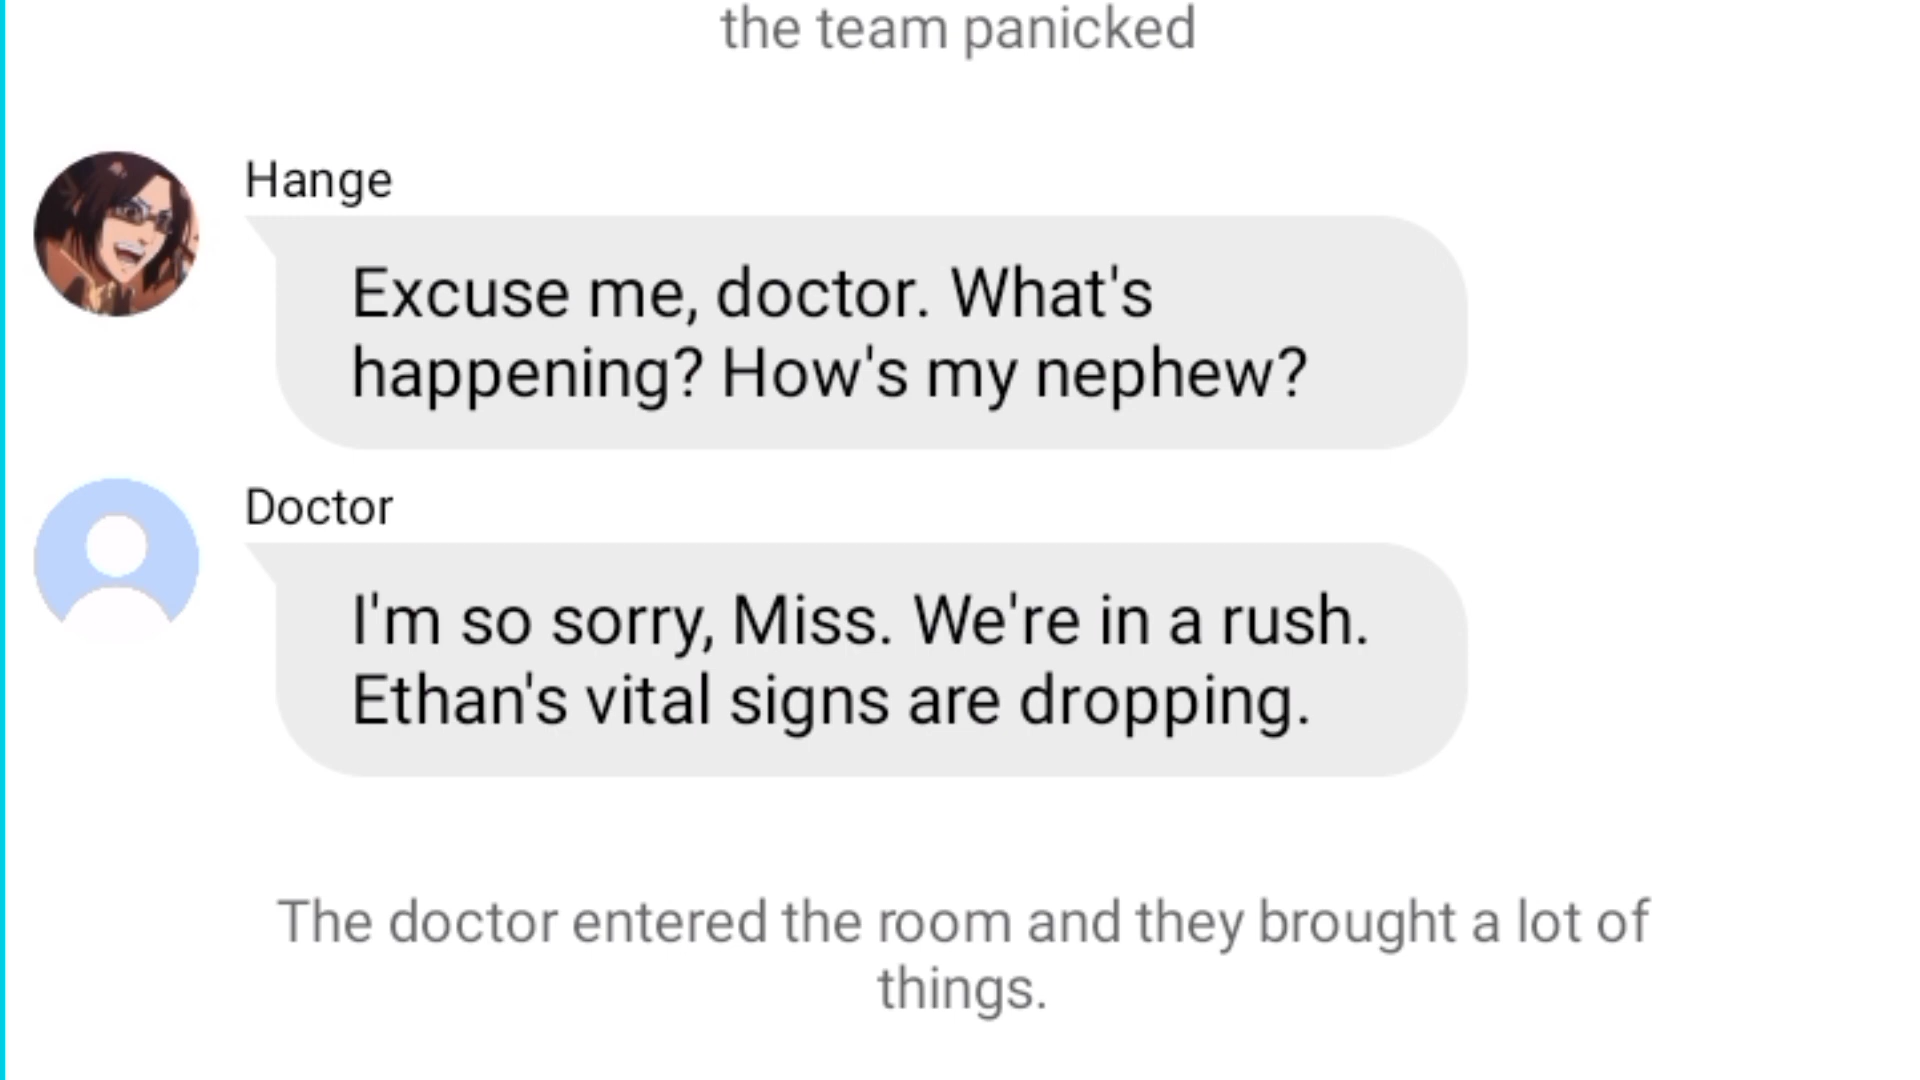 the team panicked
Hange
Excuse me, doctor. What's
happening? How's my nephew?
Doctor
I'm so sorry, Miss. We're in a rush.
Ethan's vital signs are dropping.
The doctor entered the room and they brought a lot of
things.